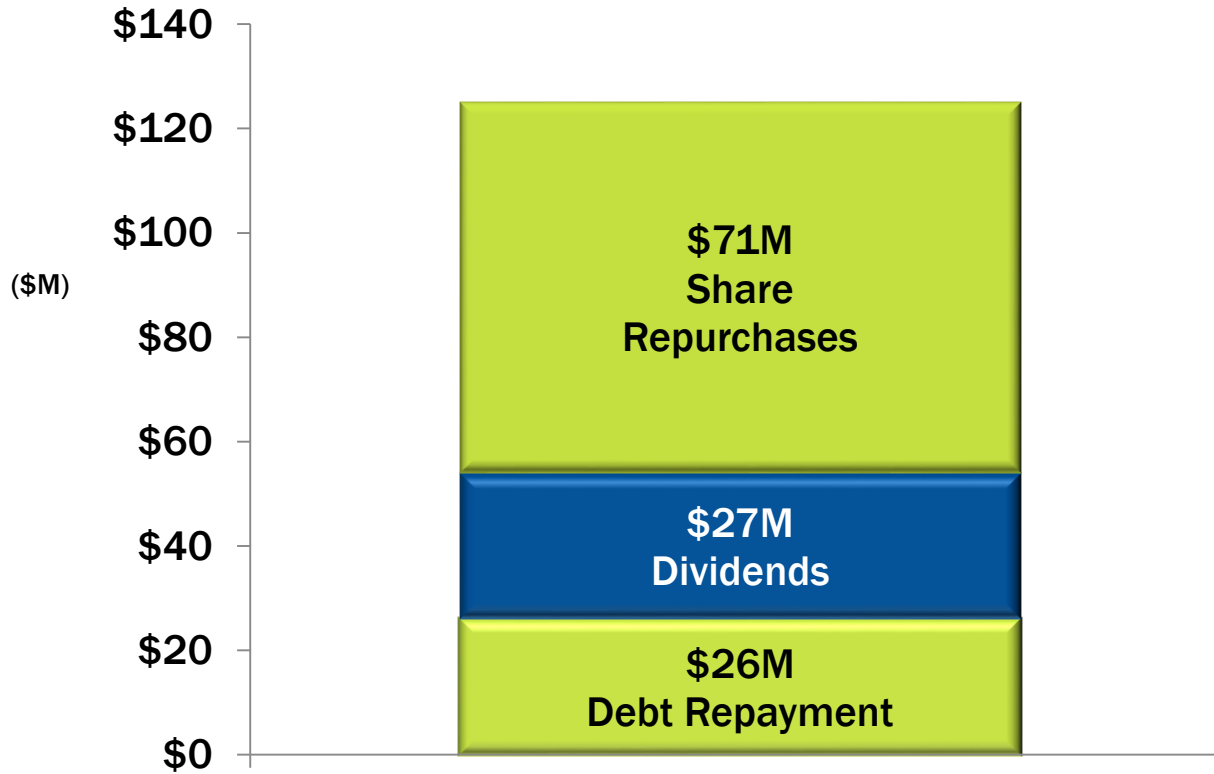 $140
$120
$100
($M)
$80
$60
$40
$20
$0
$71M
Share
Repurchases
$27M
Dividends
$26M
Debt Repayment